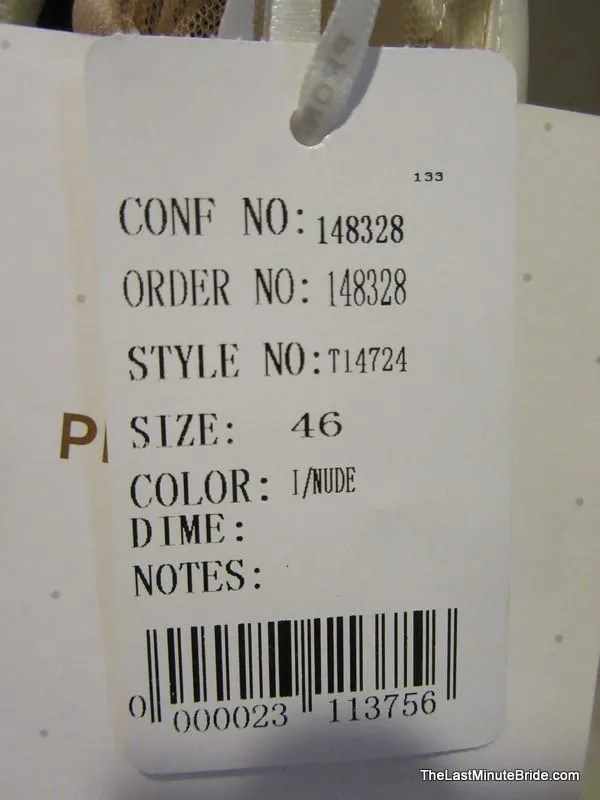 PRON
133
CONF NO: 148328
ORDER NO: 148328
STYLE NO: T14724
SIZE: 46
P
COLOR: I/NUDE
DIME:
NOTES:
0 000023 113756
TheLastMinuteBride.com